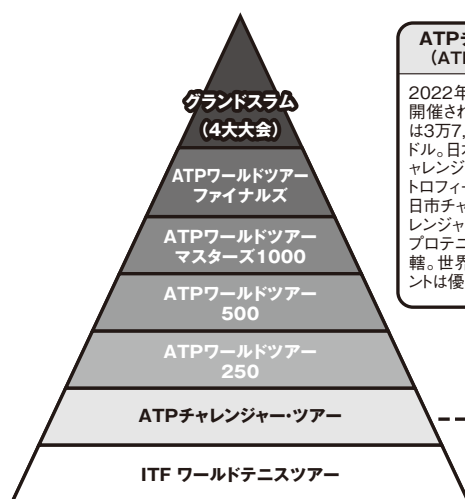 グランドスラム
(4大大会)
ATPワールドツアー
ファイナルズ
ATPワールドツアー
マスターズ1000
ATPワールドツアー
500
ATPワールドツアー
250
ATPチャレンジャー・ツアー
ITF ワールドテニスツアー
ATPチ
(ATP
2022年
開催され
は3万7,
ドル。日本
ャレンジ
トロフィー
日市チャ
レンジャ
プロテニ
轄。世界
ントは優